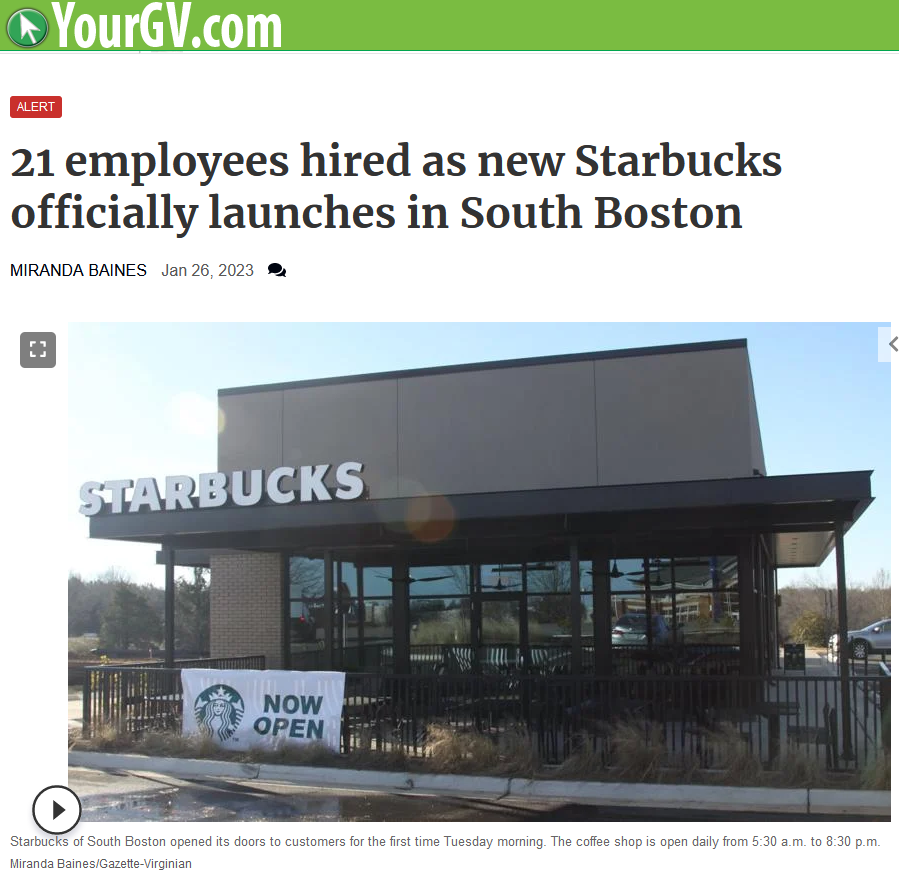 YourGV.com
ALERT
21 employees hired as new Starbucks
officially launches in South Boston
MIRANDA BAINES Jan 26, 2023
STARBUCKS
NOW
OPEN
TM
Starbucks of South Boston opened its doors to customers for the first time Tuesday morning. The coffee shop is open daily from 5:30 a.m. to 8:30 p.m.
Miranda Baines/Gazette-Virginian